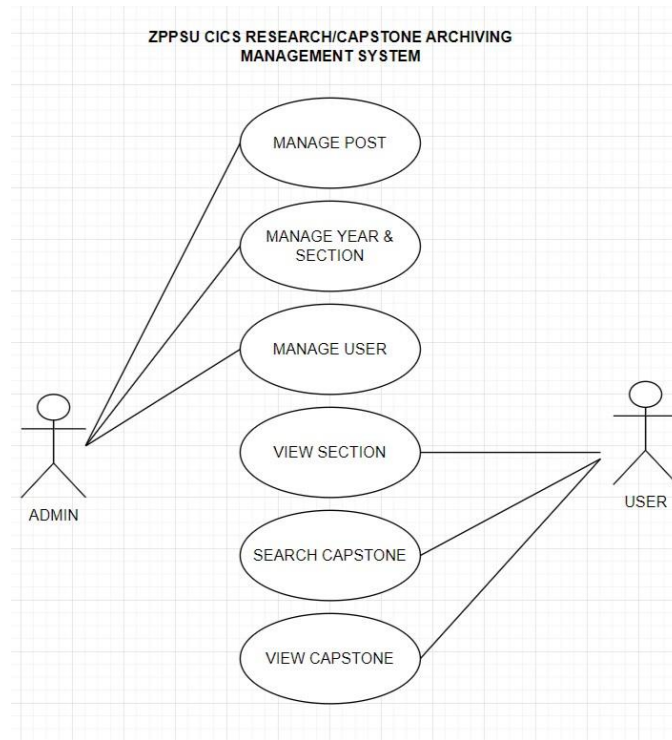 ZPPSU CICS RESEARCH/CAPSTONE ARCHIVING
MANAGEMENT SYSTEM
MANAGE POST
MANAGE YEAR &
SECTION
MANAGE USER
VIEW SECTION
ADMIN
USER
SEARCH CAPSTONE
VIEW CAPSTONE